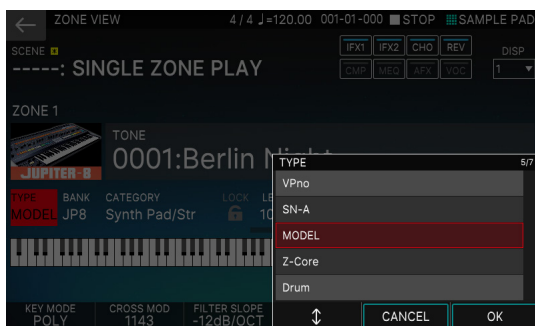 ZONE VIEW
4 / 4 ♩=120.00 001-01-000 STOP SAMPLE PAD
SCENE
IFX1 IFX2 CHO REV DISP
-----: SINGLE ZONE PLAY
CMP MEQ AFX VOC 1
ZONE 1
TONE
0001:Berlin Night
JUPITER-8
TYPE BANK CATEGORY LOCK LE
MODEL JP8 Synth Pad/Str 10
TYPE 5/7
VPno
SN-A
MODEL
Z-Core
Drum
CANCEL OK
KEY MODE CROSS MOD FILTER SLOPE
POLY 1143 -12dB/OCT